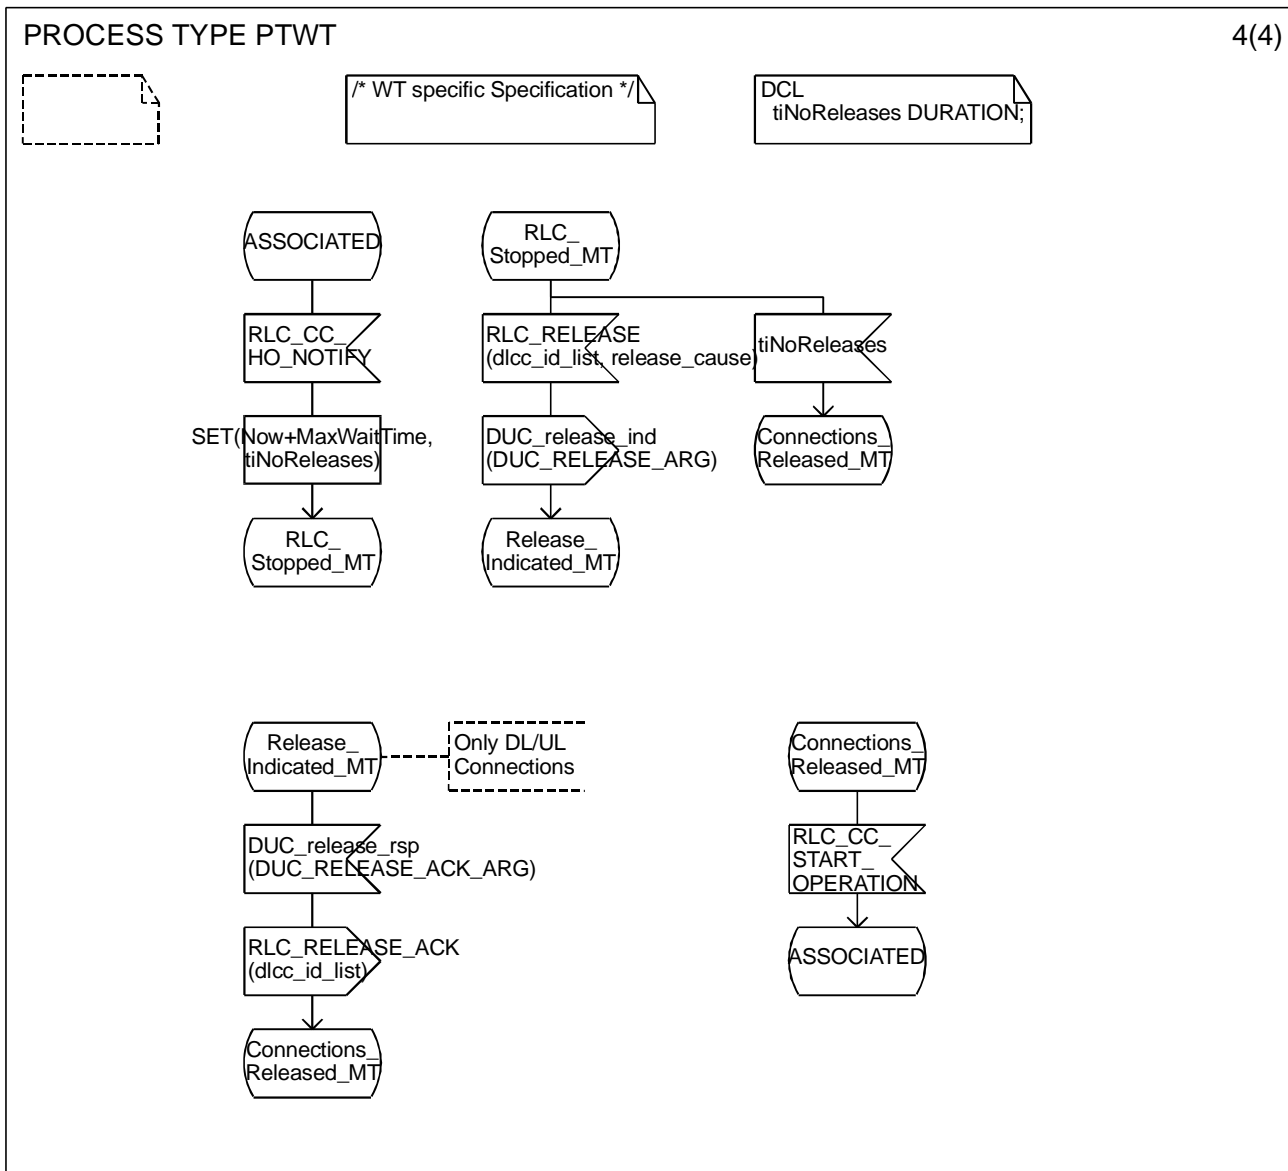 PROCESS TYPE PTWT
4(4)
/* WT specific Specification */
DCL
tiNoReleases DURATION;
ASSOCIATED
RLC_CC_
HO_NOTIFY
SET(Now+MaxWaitTime,
tiNoReleases)
RLC_
Stopped_MT
RLC_
Stopped_MT
RLC_RELEASE
(dlcc_id_list, release_cause)
DUC_release_ind
(DUC_RELEASE_ARG)
Release_
Indicated_MT
tiNoReleases
Connections_
Released_MT
Release_
Indicated_MT
Only DL/UL
Connections
DUC_release_rsp
(DUC_RELEASE_ACK_ARG)
RLC_RELEASE_ACK
(dlcc_id_list)
Connections_
Released_MT
Connections_
Released_MT
RLC_CC_
START_
OPERATION
ASSOCIATED